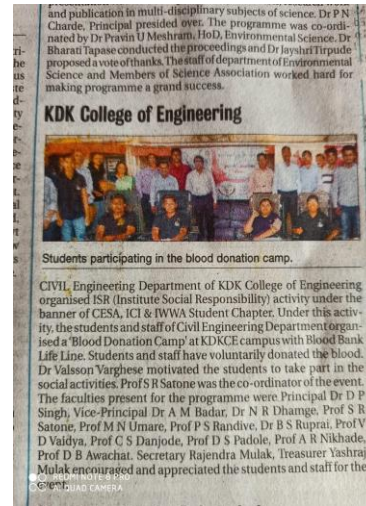 and publication in multi-disciplinary subjects of science. Dr P N
Charde, Principal presided over. The programme was co-ordi-
nated by Dr Pravin U Meshram, HoD, Environmental Science. Dr
Bharati Tapase conducted the proceedings and Dr Jayshri Tirpude
proposed a vote of thanks. The staff of department of Environmental
Science and Members of Science Association worked hard for
making programme a grand success.
KDK College of Engineering
Students participating in the blood donation camp.
CIVIL Engineering Department of KDK College of Engineering
organised ISR (Institute Social Responsibility) activity under the
banner of CESA, ICI & IWWA Student Chapter. Under this activ-
ity, the students and staff of Civil Engineering Department organ-
ised a 'Blood Donation Camp' at KDKCE campus with Blood Bank
Life Line. Students and staff have voluntarily donated the blood.
Dr Valsson Varghese motivated the students to take part in the
social activities. Prof S R Satone was the co-ordinator of the event.
The faculties present for the programme were Principal Dr D P
Singh, Vice-Principal Dr A M Badar, Dr N R Dhamge, Prof S R
Satone, Prof M N Umare, Prof P S Randive, Dr B S Ruprai, Prof V
D Vaidya, Prof C S Danjode, Prof D S Padole, Prof A R Nikhade,
Prof D B Awachat. Secretary Rajendra Mulak, Treasurer Yashraj
Mulak encouraged and appreciated the students and staff for the
event.
REDMI NOTE 8 PRO
AI QUAD CAMERA